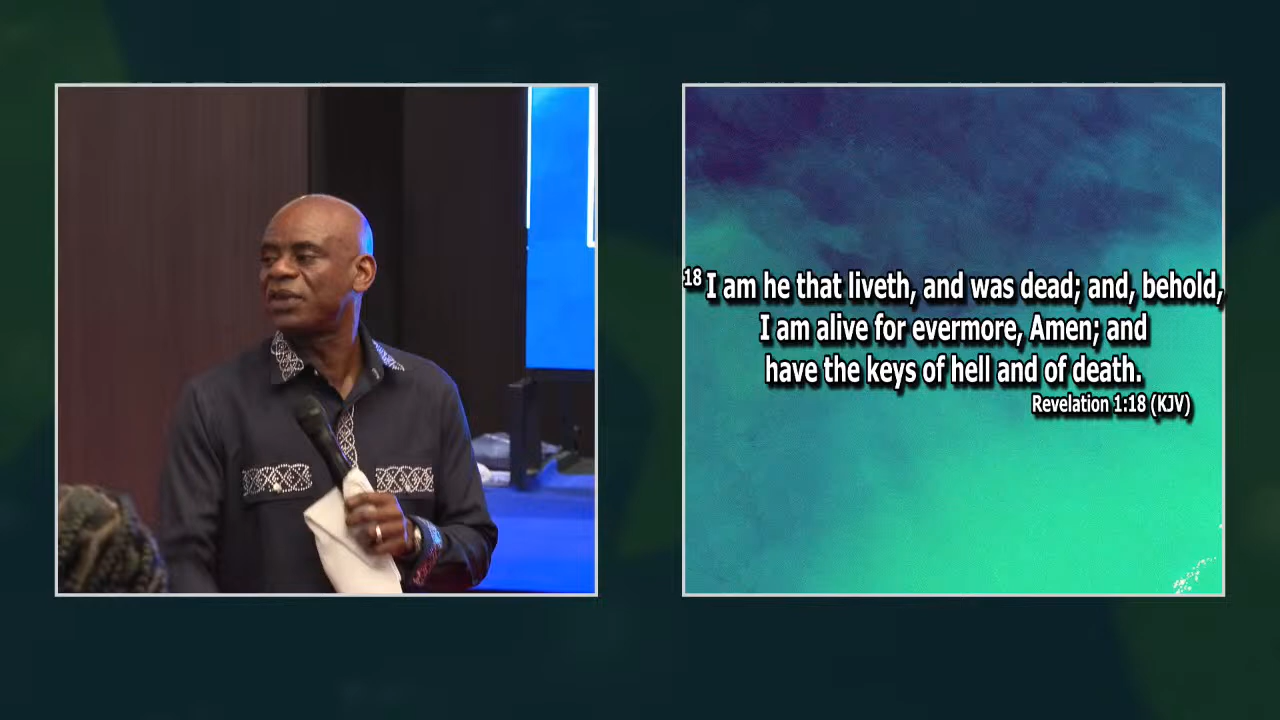 18 I am he that liveth, and was dead; and, behold,
I am alive for evermore, Amen; and
have the keys of hell and of death.
Revelation 1:18 (KJV)